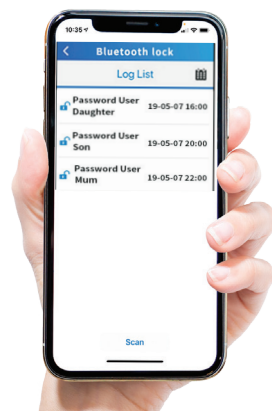 10:35
Bluetooth lock
Log List
Password User
Daughter
19-05-07 16:00
Password User
Son
19-05-07 20:00
Password User
Mum
19-05-07 22:00
Scan